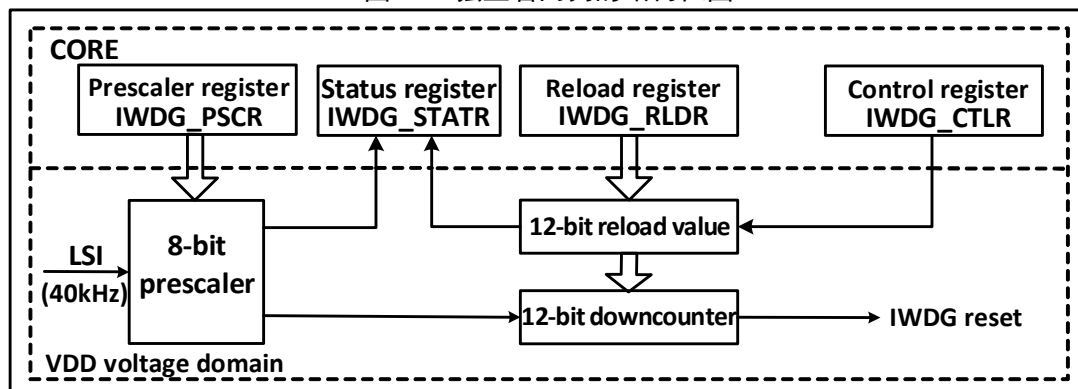 CORE
Prescaler register
IWDG_PSCR
Status register
IWDG_STATR
Reload register
IWDG_RLDR
Control register
IWDG_CTLR
LSI
(40kHz)
8-bit
prescaler
12-bit reload value
12-bit downcounter
IWDG reset
VDD voltage domain